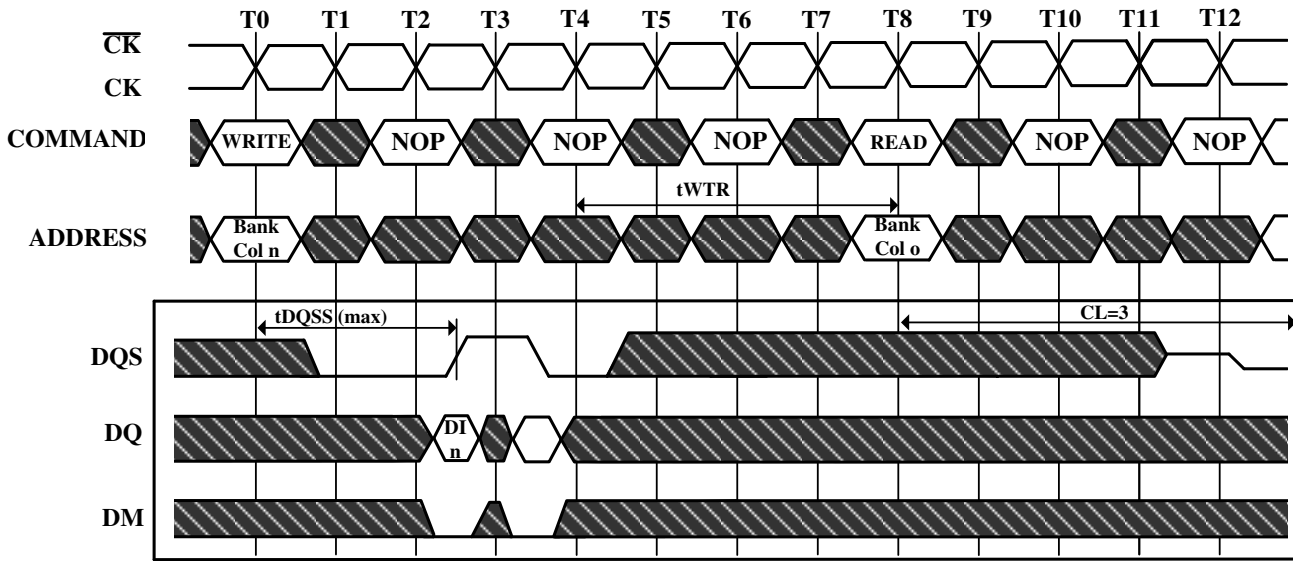 T0 T1 T2 T3 T4 T5 T6 T7 T8 T9 T10 T11 T12
CK
CK
COMMAND WRITE NOP NOP NOP READ NOP NOP
tWTR
ADDRESS Bank Col n Bank Col o
tDQSS (max) CL=3
DQS
DQ DI n
DM